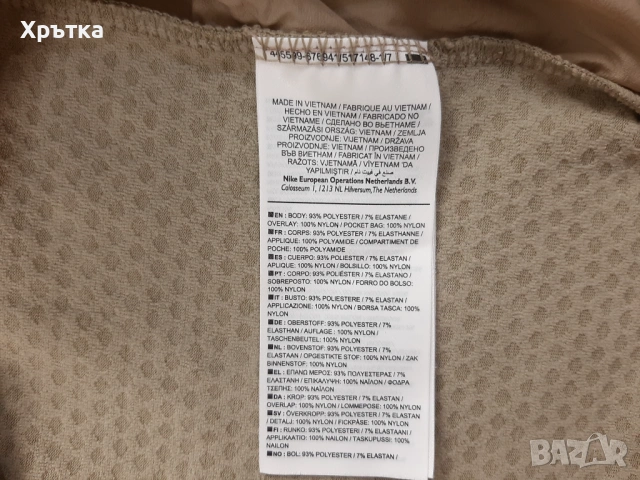 Хрътка
MADE IN VIETNAM / FABRIQUE AU VIETNAM /
HECHO EN VIETNAM / FABRICADO NO
VIETNAME / СДЕЛАНО ВО ВЬЕТНАМЕ /
SZÁRMAZÁSI ORSZÁG: VIETNAM / ZEMLJA
PROIZVODNJE: VIETNAM / DRŽAVA
PROIZVODNJE: VIETNAM / ПРОИЗВЕДЕНО
ВЪВ ВИЕТНАМ / FABRICAT ÎN VIETNAM /
RAŽOTS: VJETNAMĀ / VİYETNAM 'DA
YAPILMIŞTIR / صنع في فيت نام
Nike European Operations Netherlands B.V.
Colosseum 1, 1213 NL Hilversum, The Netherlands
EN : BODY: 93% POLYESTER / 7% ELASTANE /
OVERLAY: 100% NYLON / POCKET BAG: 100% NYLON
FR : CORPS: 93% POLYESTER / 7% ELASTHANNE /
APPLIQUE: 100% POLYAMIDE / COMPARTIMENT DE
POCHE: 100% POLYAMIDE
ES : CUERPO: 93% POLIÉSTER / 7% ELASTAN /
APLIQUE: 100% NYLON / BOLSILLO: 100% NYLON
PT : CORPO: 93% POLIÉSTER / 7% ELASTANO /
SOBREPOSTO: 100% NYLON / FORRO DO BOLSO:
100% NYLON
IT : BUSTO: 93% POLIESTERE / 7% ELASTAN /
APPLICAZIONE: 100% NYLON / BORSA TASCA: 100%
NYLON
DE : OBERSTOFF: 93% POLYESTER / 7%
ELASTHAN / AUFLAGE : 100% NYLON /
TASCHENBEUTEL: 100% NYLON
NL : BOVENSTOF: 93% POLYESTER / 7%
ELASTAAN / OPGESTIKTE STOF: 100% NYLON / ZAK
BINNENSTOF: 100% NYLON
EL : ΕΠΑΝΩ ΜΕΡΟΣ: 93% ΠΟΛΥΕΣΤΕΡΑΣ / 7%
ΕΛΑΣΤΑΝΗ / ΕΠΙΚΑΛΥΨΗ: 100% ΝΑΪΛΟΝ / ΦΟΔΡΑ
ΤΣΕΠΗΣ: 100% ΝΑΪΛΟΝ
DA : KROP: 93% POLYESTER / 7% ELASTAN /
OVERLAP: 100% NYLON / LOMMEPOSE: 100% NYLON
SV : ÖVERKROPP: 93% POLYESTER / 7% ELASTAN
/ DETALJ: 100% NYLON / FICKPÅSE: 100% NYLON
FI : RUNKO: 93% POLYESTERI / 7% ELASTAANI /
APPLIKAATIO: 100% NAILON / TASKUPUSSI: 100%
NAILON
NO : BOL: 93% POLYESTER / 7% ELASTAN /
BAZAR